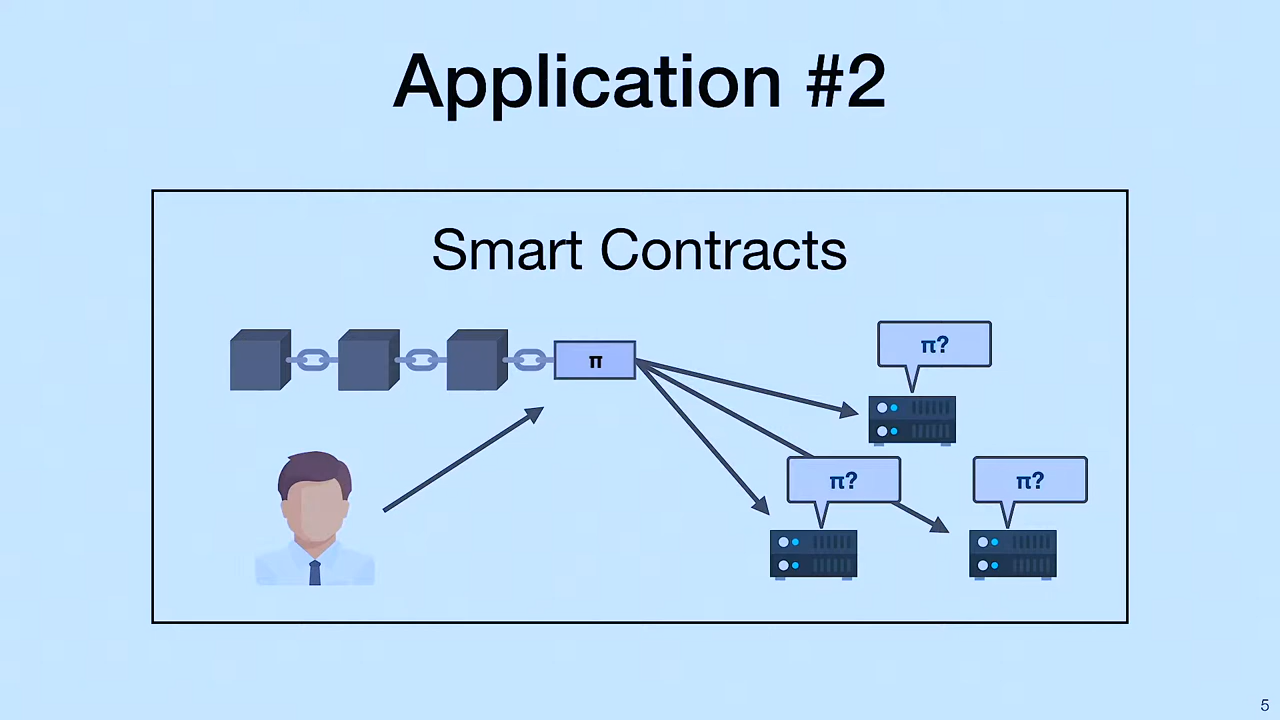 Application #2
Smart Contracts
π
π?
π?
π?
5